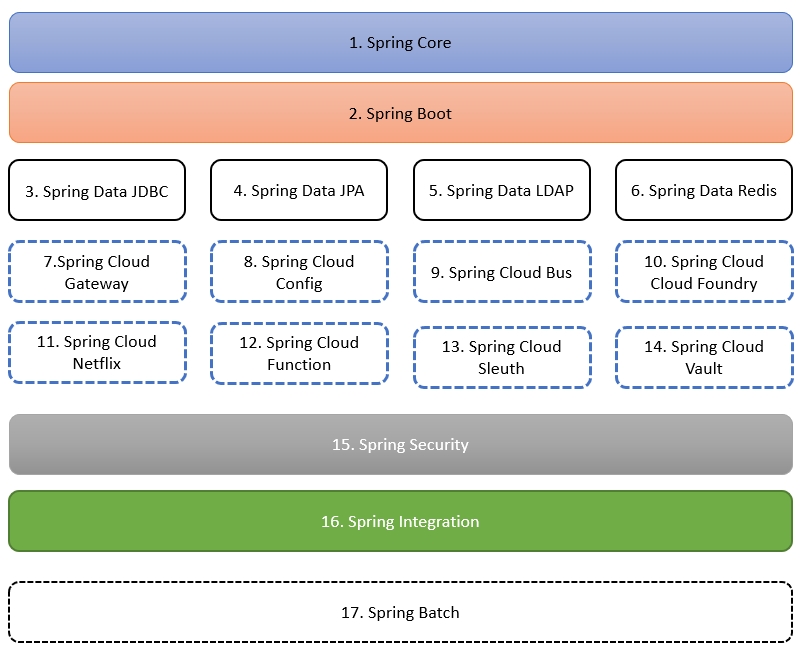 1. Spring Core
2. Spring Boot
3. Spring Data JDBC
4. Spring Data JPA
5. Spring Data LDAP
6. Spring Data Redis
7.Spring Cloud
Gateway
8. Spring Cloud
Config
9. Spring Cloud Bus
10. Spring Cloud
Cloud Foundry
11. Spring Cloud
Netflix
12. Spring Cloud
Function
13. Spring Cloud
Sleuth
14. Spring Cloud
Vault
15. Spring Security
16. Spring Integration
17. Spring Batch